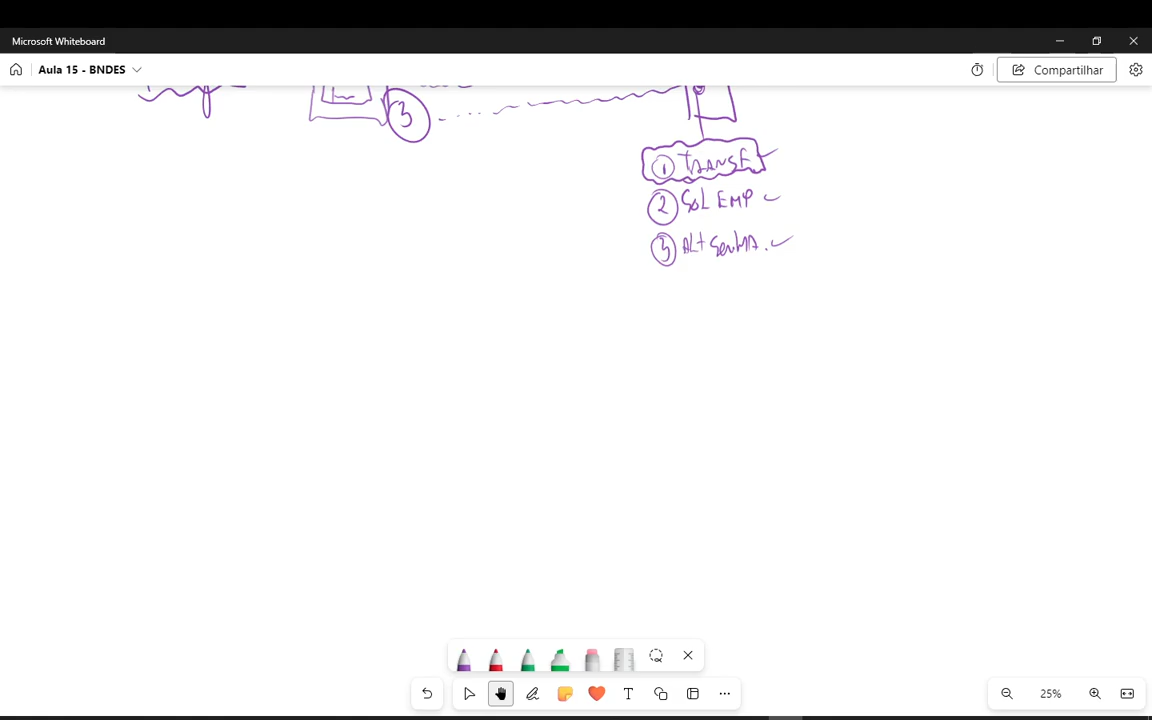 Microsoft Whiteboard
Aula 15 - BNDES
Compartilhar
3
1 TRANSF
2 SOL EMP
3 ALT SENHA.
25%